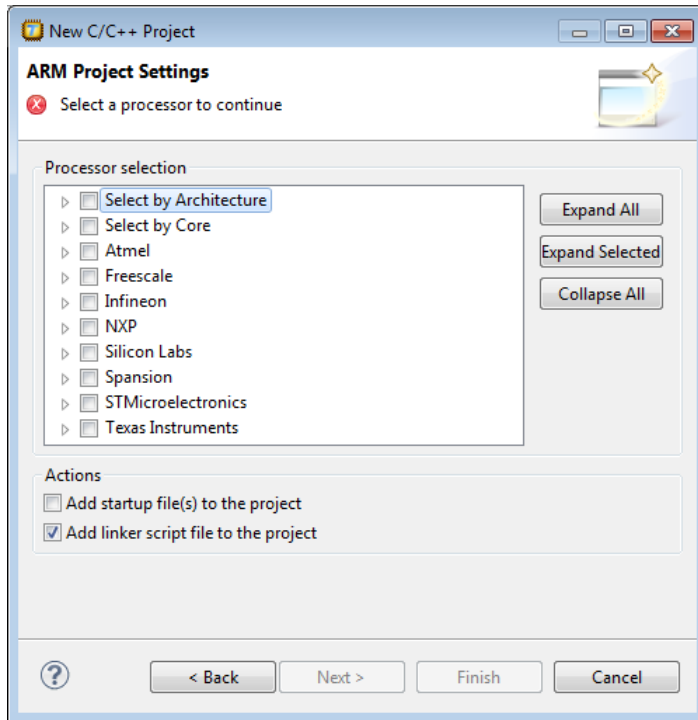 New C/C++ Project
ARM Project Settings
Select a processor to continue
Processor selection
Select by Architecture
Select by Core
Atmel
Freescale
Infineon
NXP
Silicon Labs
Spansion
STMicroelectronics
Texas Instruments
Expand All
Expand Selected
Collapse All
Actions
Add startup file(s) to the project
Add linker script file to the project
< Back
Next >
Finish
Cancel